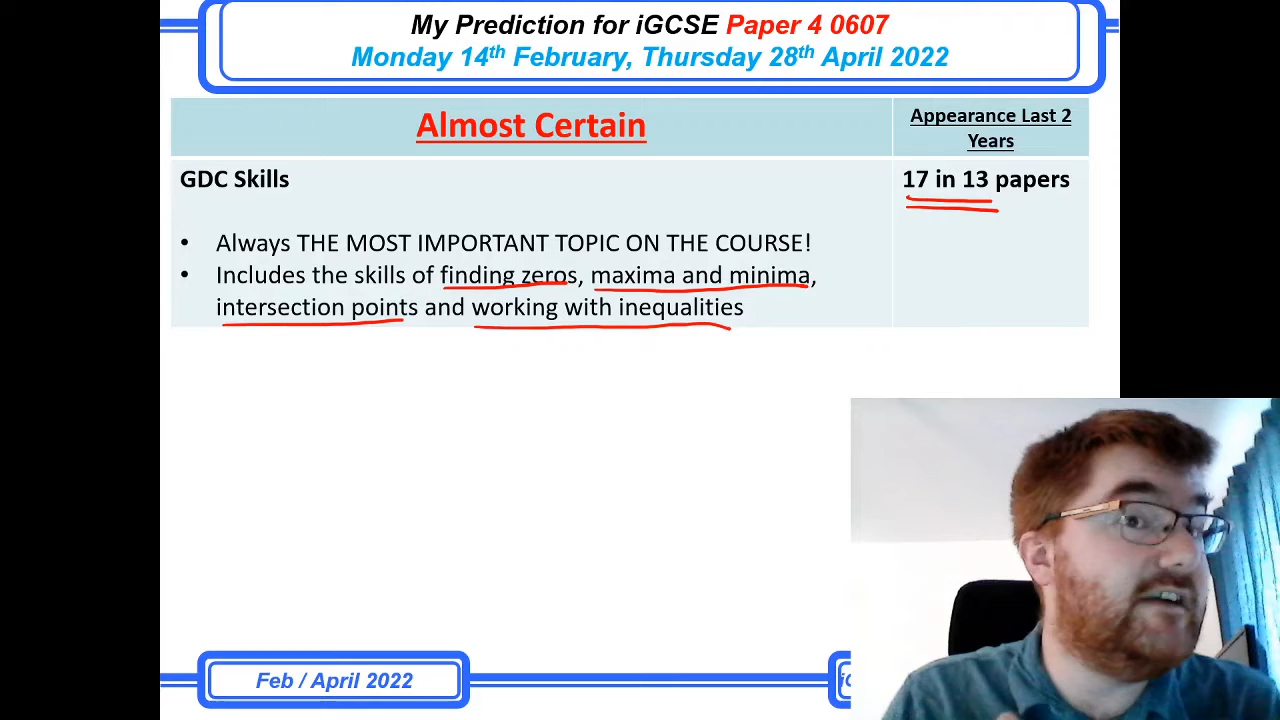 My Prediction for iGCSE Paper 4 0607
Monday 14th February, Thursday 28th April 2022
Almost Certain
Appearance Last 2
Years
GDC Skills
17 in 13 papers
• Always THE MOST IMPORTANT TOPIC ON THE COURSE!
• Includes the skills of finding zeros, maxima and minima,
intersection points and working with inequalities
Feb / April 2022